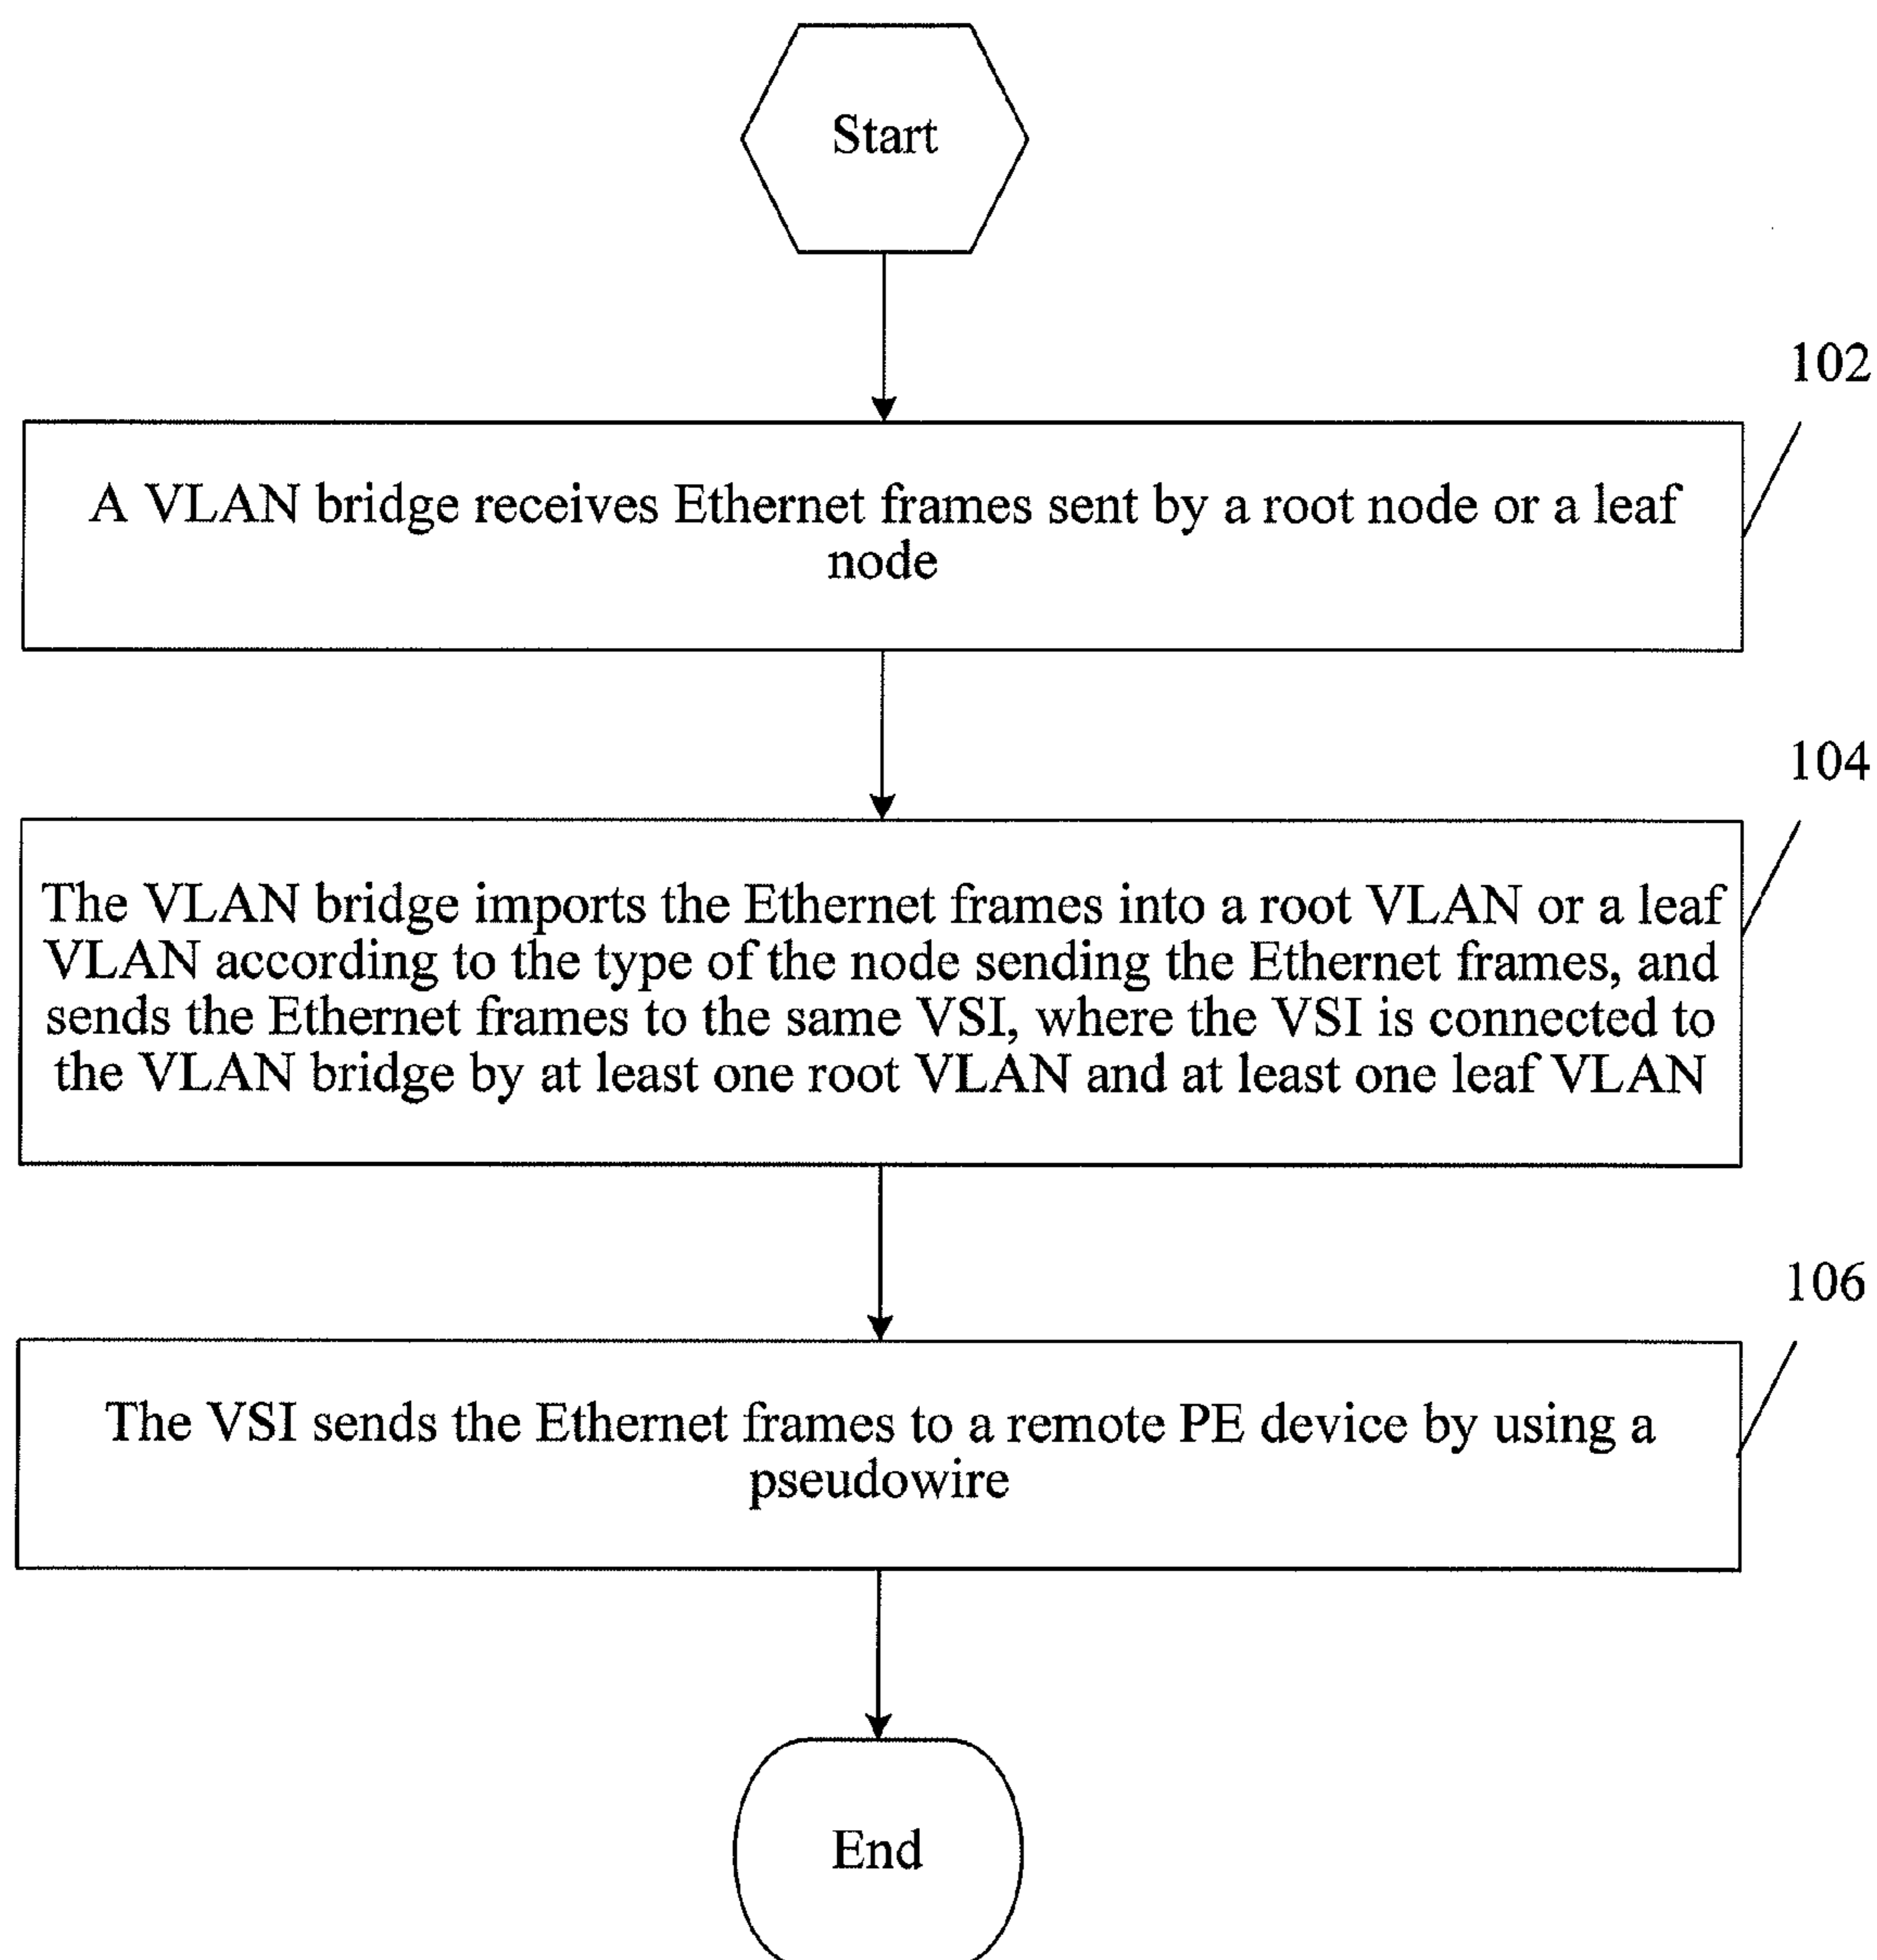 Start
102
A VLAN bridge receives Ethernet frames sent by a root node or a leaf
node
104
The VLAN bridge imports the Ethernet frames into a root VLAN or a leaf
VLAN according to the type of the node sending the Ethernet frames, and
sends the Ethernet frames to the same VSI, where the VSI is connected to
the VLAN bridge by at least one root VLAN and at least one leaf VLAN
106
The VSI sends the Ethernet frames to a remote PE device by using a
pseudowire
End